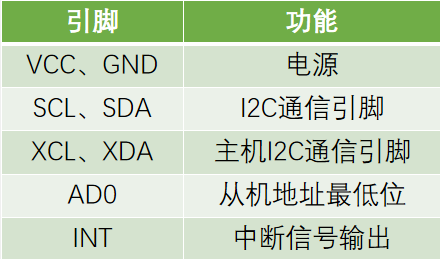 引脚 功能
VCC、GND 电源
SCL、SDA I2C通信引脚
XCL、XDA 主机I2C通信引脚
AD0 从机地址最低位
INT 中断信号输出